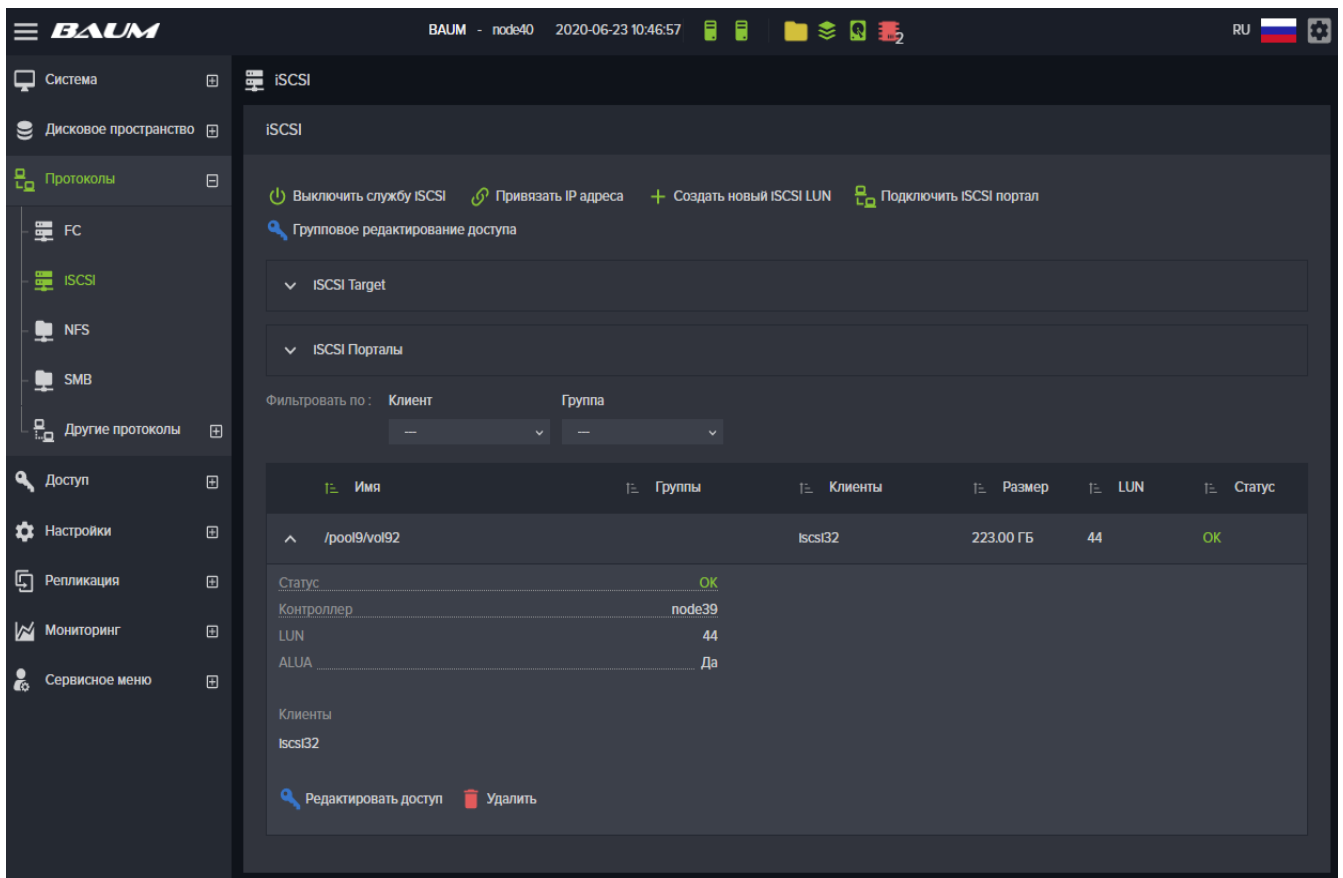 BAUM
BAUM - node40 2020-06-23 10:46:57
2
RU
Система
Дисковое пространство
Протоколы
FC
iSCSI
NFS
SMB
Другие протоколы
Доступ
Настройки
Репликация
Мониторинг
Сервисное меню
iSCSI
iSCSI
Выключить службу iSCSI Привязать IP адреса Создать новый iSCSI LUN Подключить iSCSI портал
Групповое редактирование доступа
iSCSI Target
iSCSI Порталы
Фильтровать по : Клиент Группа
--- ---
Имя Группы Клиенты Размер LUN Статус
/pool9/vol92 iscsi32 223.00 ГБ 44 OK
Статус OK
Контроллер node39
LUN 44
ALUA Да
Клиенты
iscsi32
Редактировать доступ Удалить